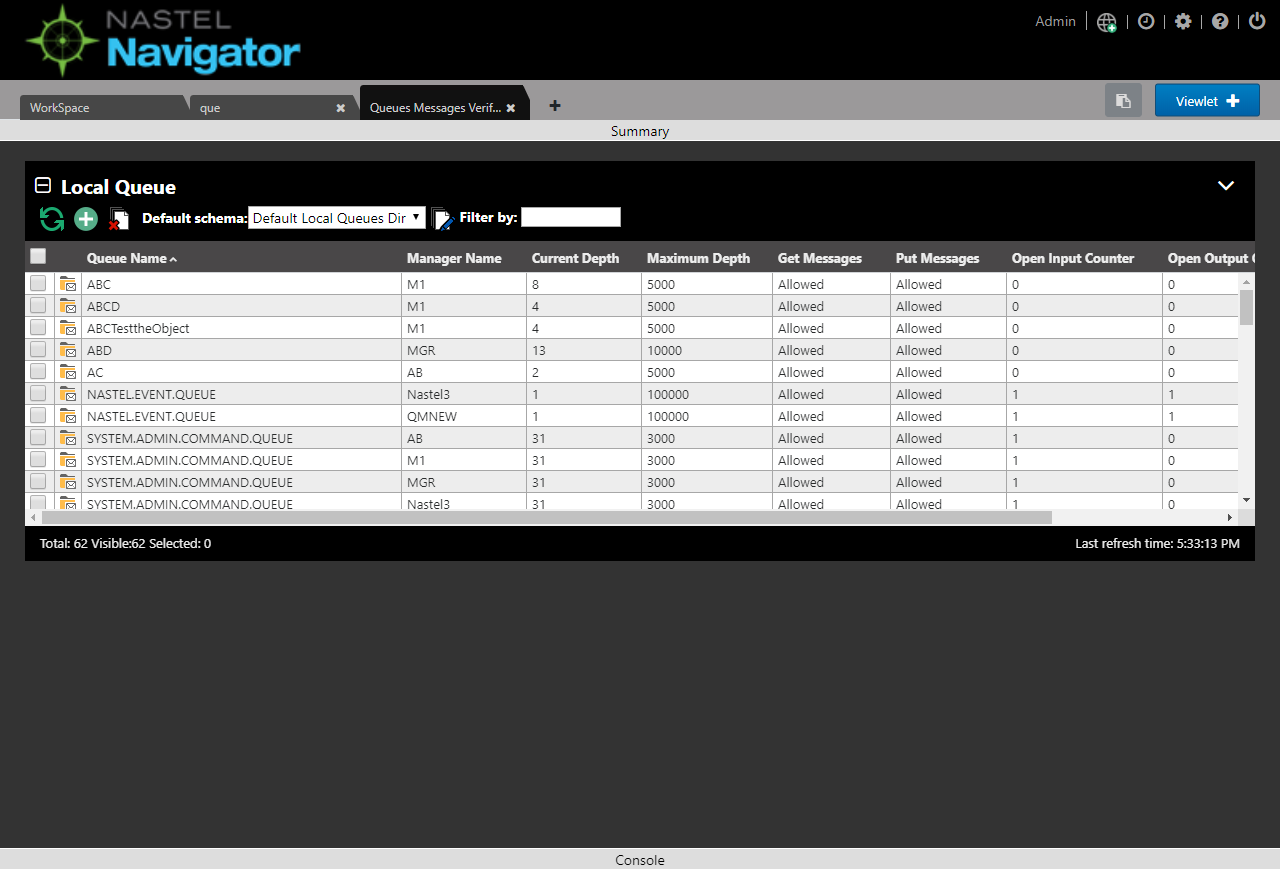 NASTEL
Navigator
Admin
WorkSpace
que
Queues Messages Verif...
Viewlet
Summary
Local Queue
Default schema: Default Local Queues Dir Filter by:
Queue Name Manager Name Current Depth Maximum Depth Get Messages Put Messages Open Input Counter Open Output
ABC M1 8 5000 Allowed Allowed 0 0
ABCD M1 4 5000 Allowed Allowed 0 0
ABCTesttheObject M1 4 5000 Allowed Allowed 0 0
ABD MGR 13 10000 Allowed Allowed 0 0
AC AB 2 5000 Allowed Allowed 0 0
NASTEL.EVENT.QUEUE Nastel3 1 100000 Allowed Allowed 1 1
NASTEL.EVENT.QUEUE QMNEW 1 100000 Allowed Allowed 1 1
SYSTEM.ADMIN.COMMAND.QUEUE AB 31 3000 Allowed Allowed 1 0
SYSTEM.ADMIN.COMMAND.QUEUE M1 31 3000 Allowed Allowed 1 0
SYSTEM.ADMIN.COMMAND.QUEUE MGR 31 3000 Allowed Allowed 1 0
SYSTEM.ADMIN.COMMAND.QUEUE Nastel3 31 3000 Allowed Allowed 1 0
Total: 62 Visible:62 Selected: 0
Last refresh time: 5:33:13 PM
Console